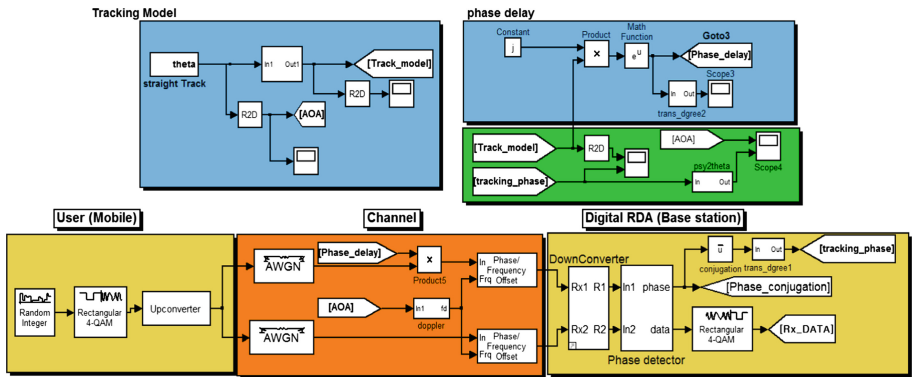 Tracking Model
phase delay
theta
straight Track
In1
Out1
[Track_model]
R2D
R2D
[AOA]
Constant
j
Product
×
Math
Function
e^u
Goto3
[Phase_delay]
In
Out
trans_dgree2
Scope3
[Track_model]
R2D
[AOA]
[tracking_phase]
psy2theta
In
Out
Scope4
User (Mobile)
Channel
Digital RDA (Base station)
Random
Integer
Rectangular
4-QAM
Upconverter
AWGN
[Phase_delay]
×
Product5
In
Frq
Phase/
Frequency
Offset
[AOA]
In1
fd
doppler
AWGN
In
Frq
Phase/
Frequency
Offset
DownConverter
Rx1
R1
Rx2
R2
In1
phase
In2
data
Phase detector
u
conjugation
In
Out
trans_dgree1
[tracking_phase]
[Phase_conjugation]
Rectangular
4-QAM
[Rx_DATA]